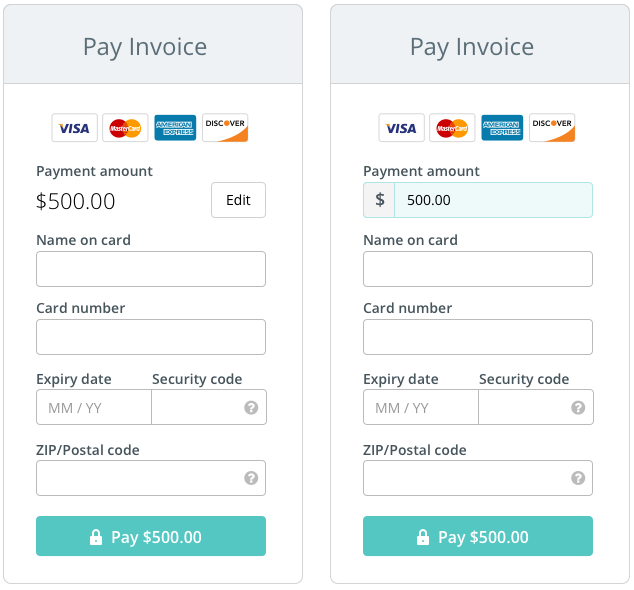 Pay Invoice
VISA MasterCard AMERICAN EXPRESS DISCOVER
Payment amount
$500.00 Edit
Name on card
Card number
Expiry date Security code
MM / YY ?
ZIP/Postal code
?
Pay $500.00
Pay Invoice
VISA MasterCard AMERICAN EXPRESS DISCOVER
Payment amount
$ 500.00
Name on card
Card number
Expiry date Security code
MM / YY ?
ZIP/Postal code
?
Pay $500.00